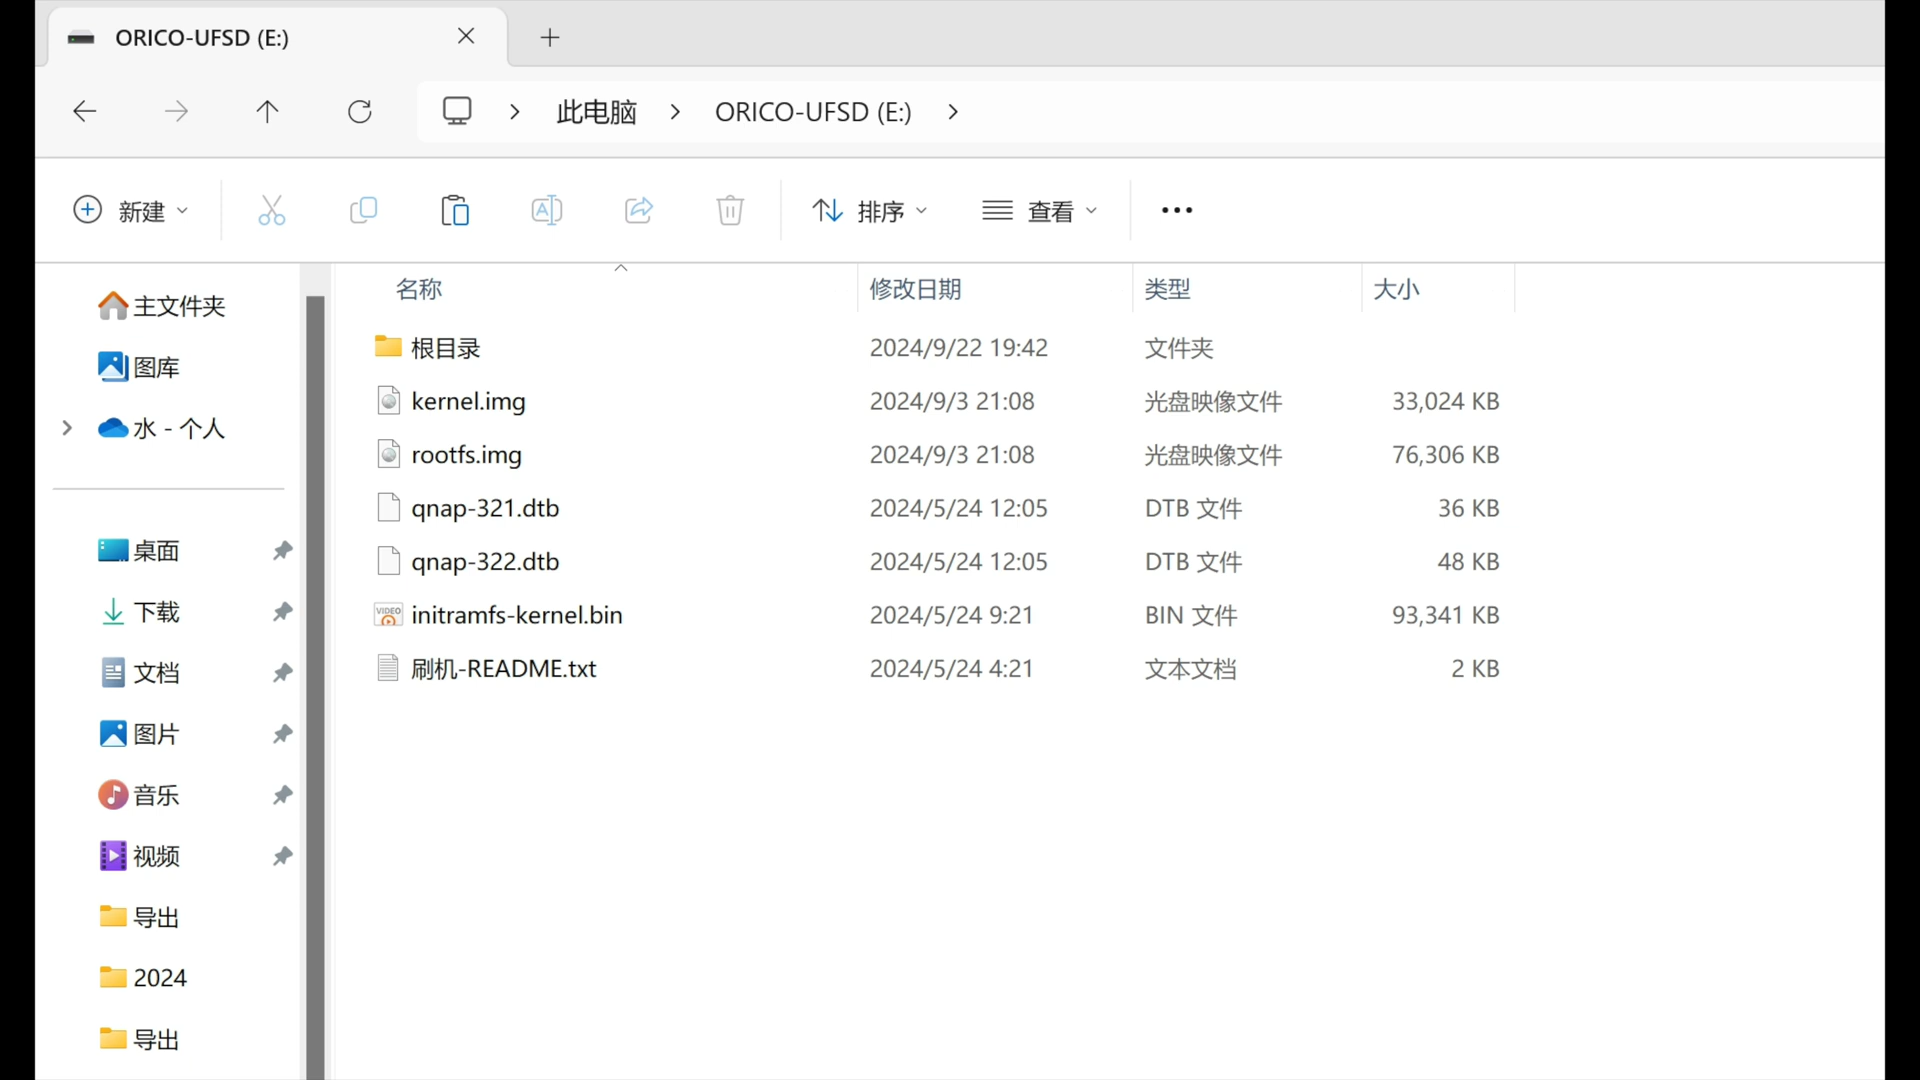 ORICO-UFSD (E:)
此电脑 ORICO-UFSD (E:)
新建 排序 查看
名称 修改日期 类型 大小
根目录 2024/9/22 19:42 文件夹
kernel.img 2024/9/3 21:08 光盘映像文件 33,024 KB
rootfs.img 2024/9/3 21:08 光盘映像文件 76,306 KB
qnap-321.dtb 2024/5/24 12:05 DTB 文件 36 KB
qnap-322.dtb 2024/5/24 12:05 DTB 文件 48 KB
VIDEO initramfs-kernel.bin 2024/5/24 9:21 BIN 文件 93,341 KB
刷机-README.txt 2024/5/24 4:21 文本文档 2 KB
主文件夹
图库
水 - 个人
桌面
下载
文档
图片
音乐
视频
导出
2024
导出